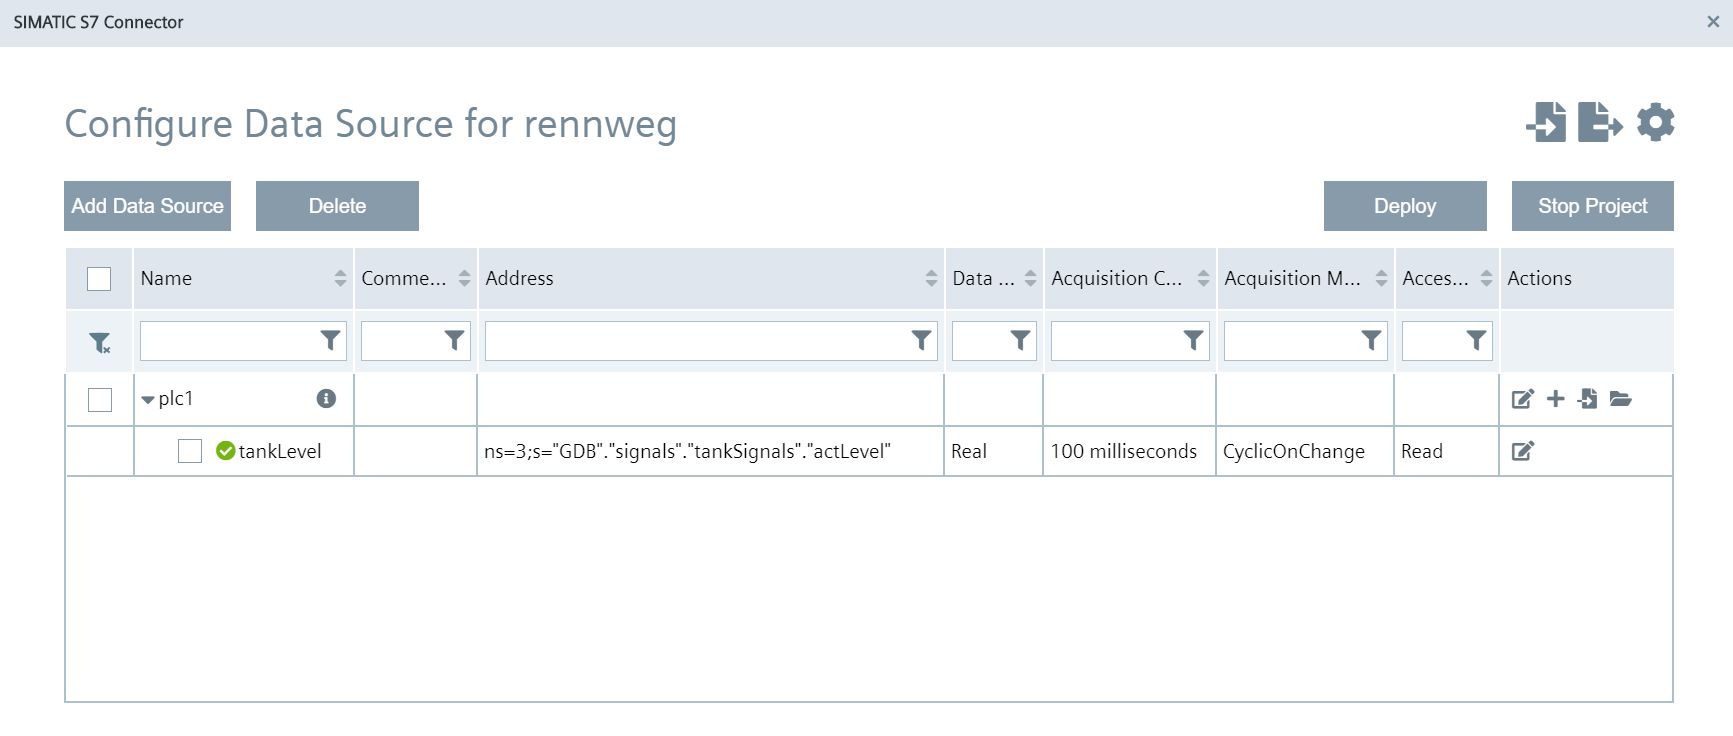 SIMATIC S7 Connector
Configure Data Source for rennweg
Add Data Source Delete Deploy Stop Project
Name Comme... Address Data ... Acquisition C... Acquisition M... Acces... Actions
plc1
tankLevel ns=3;s="GDB"."signals"."tankSignals"."actLevel" Real 100 milliseconds CyclicOnChange Read